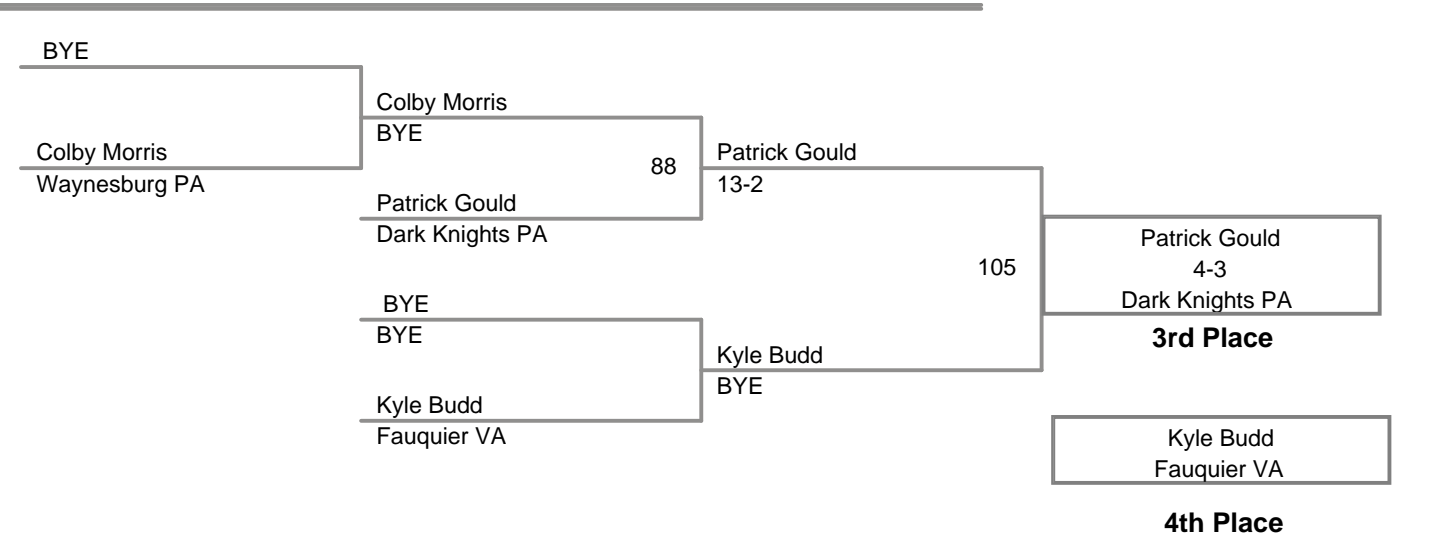 BYE
Colby Morris
BYE
Colby Morris
Waynesburg PA
88
Patrick Gould
13-2
Patrick Gould
Dark Knights PA
105
Patrick Gould
4-3
Dark Knights PA
3rd Place
BYE
BYE
Kyle Budd
BYE
Kyle Budd
Fauquier VA
Kyle Budd
Fauquier VA
4th Place